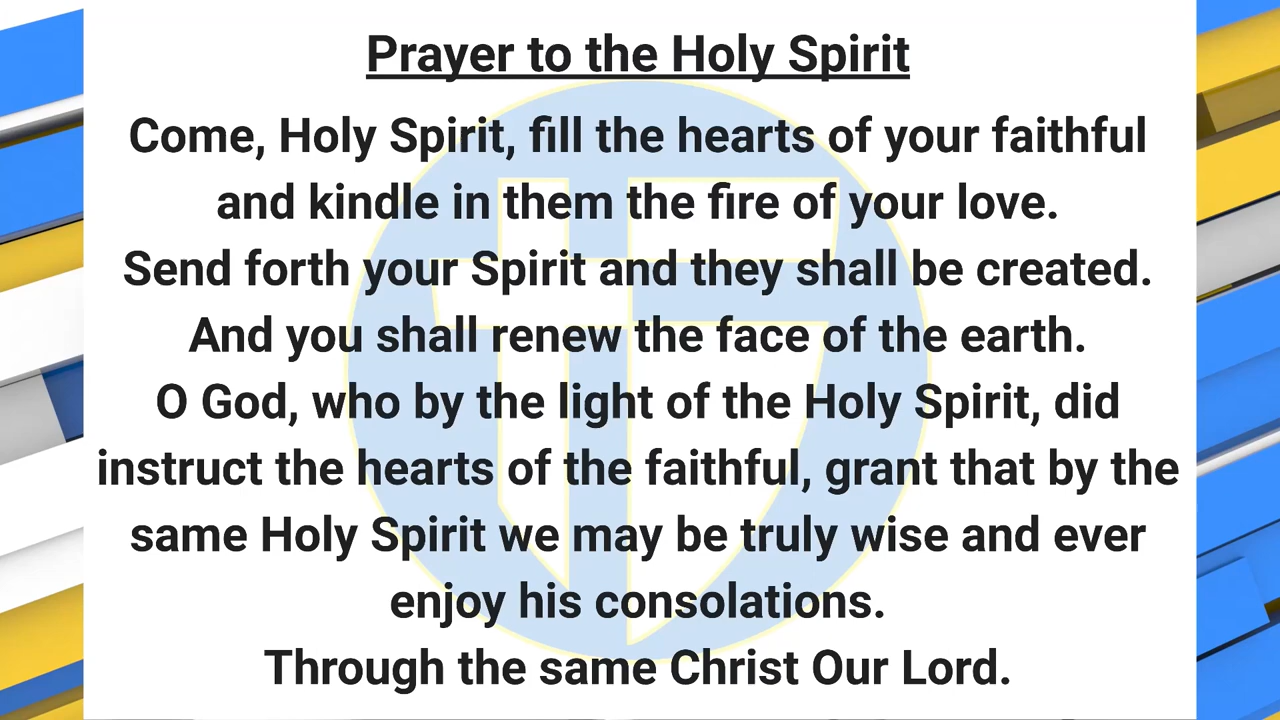 Prayer to the Holy Spirit
Come, Holy Spirit, fill the hearts of your faithful
and kindle in them the fire of your love.
Send forth your Spirit and they shall be created.
And you shall renew the face of the earth.
O God, who by the light of the Holy Spirit, did
instruct the hearts of the faithful, grant that by the
same Holy Spirit we may be truly wise and ever
enjoy his consolations.
Through the same Christ Our Lord.